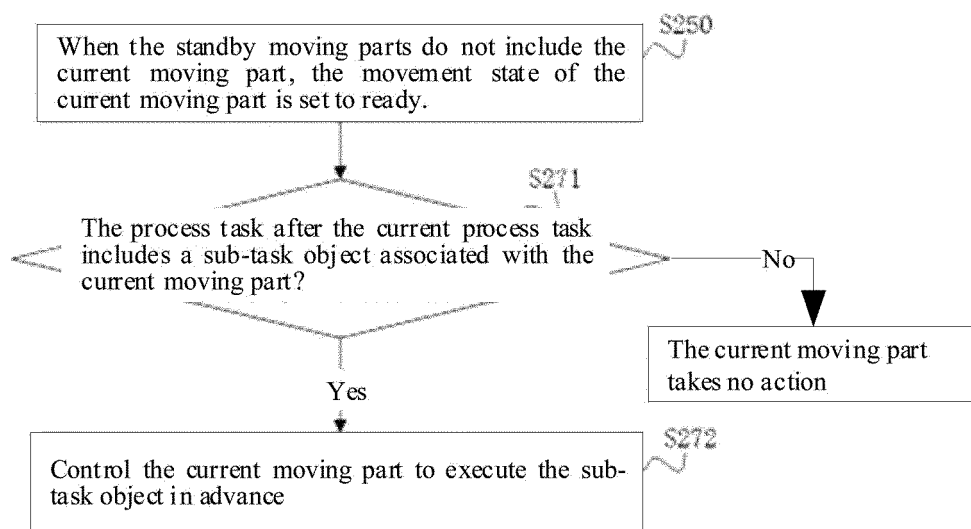 S250
When the standby moving parts do not include the
current moving part, the movement state of the
current moving part is set to ready.
S271
The process task after the current process task
includes a sub-task object associated with the
current moving part?
No
The current moving part
takes no action
Yes
S272
Control the current moving part to execute the sub-
task object in advance